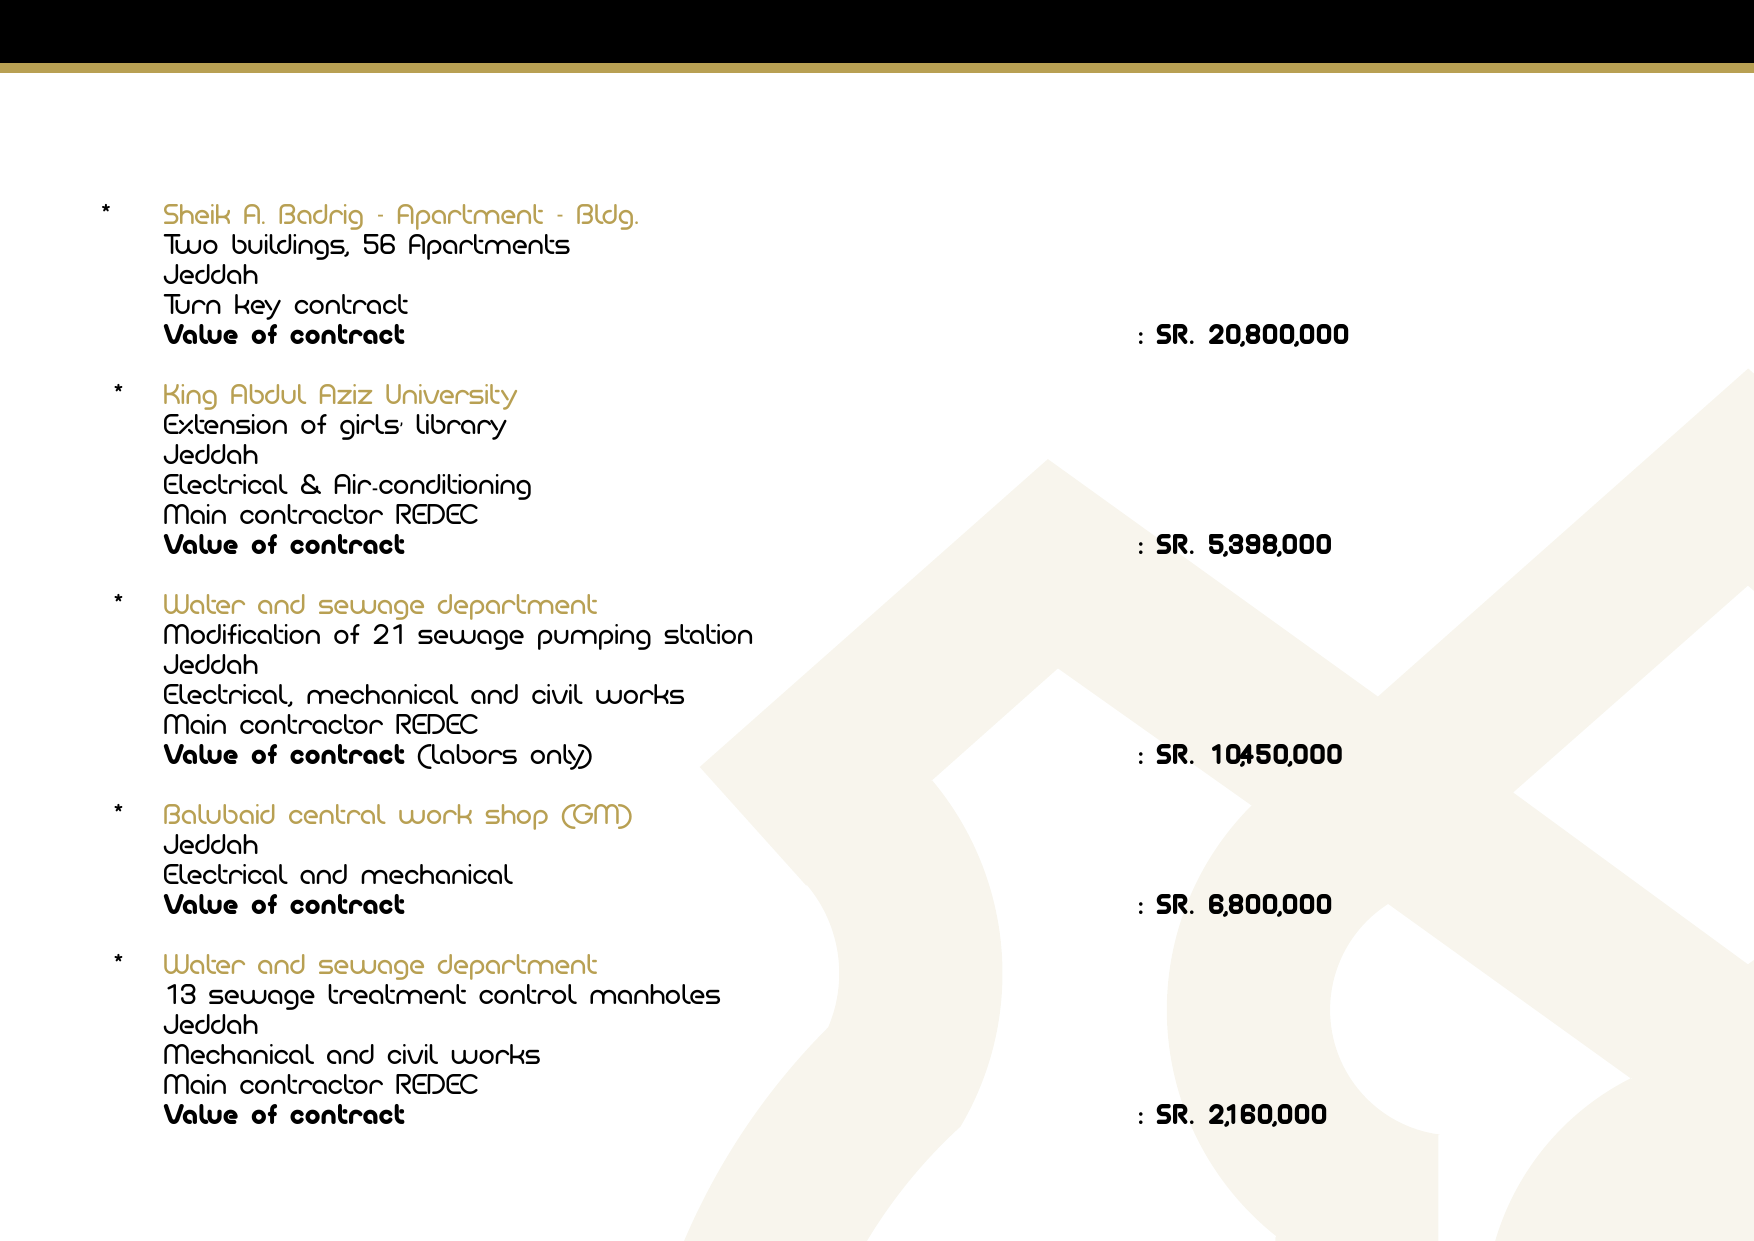 * Sheik A. Badrig - Apartment - Bldg.
Two buildings, 56 Apartments
Jeddah
Turn key contract
Value of contract : SR. 20,800,000
* King Abdul Aziz University
Extension of girls' library
Jeddah
Electrical & Air-conditioning
Main contractor REDEC
Value of contract : SR. 5,398,000
* Water and sewage department
Modification of 21 sewage pumping station
Jeddah
Electrical, mechanical and civil works
Main contractor REDEC
Value of contract (labors only) : SR. 10,450,000
* Balubaid central work shop (GM)
Jeddah
Electrical and mechanical
Value of contract : SR. 6,800,000
* Water and sewage department
13 sewage treatment control manholes
Jeddah
Mechanical and civil works
Main contractor REDEC
Value of contract : SR. 2,160,000